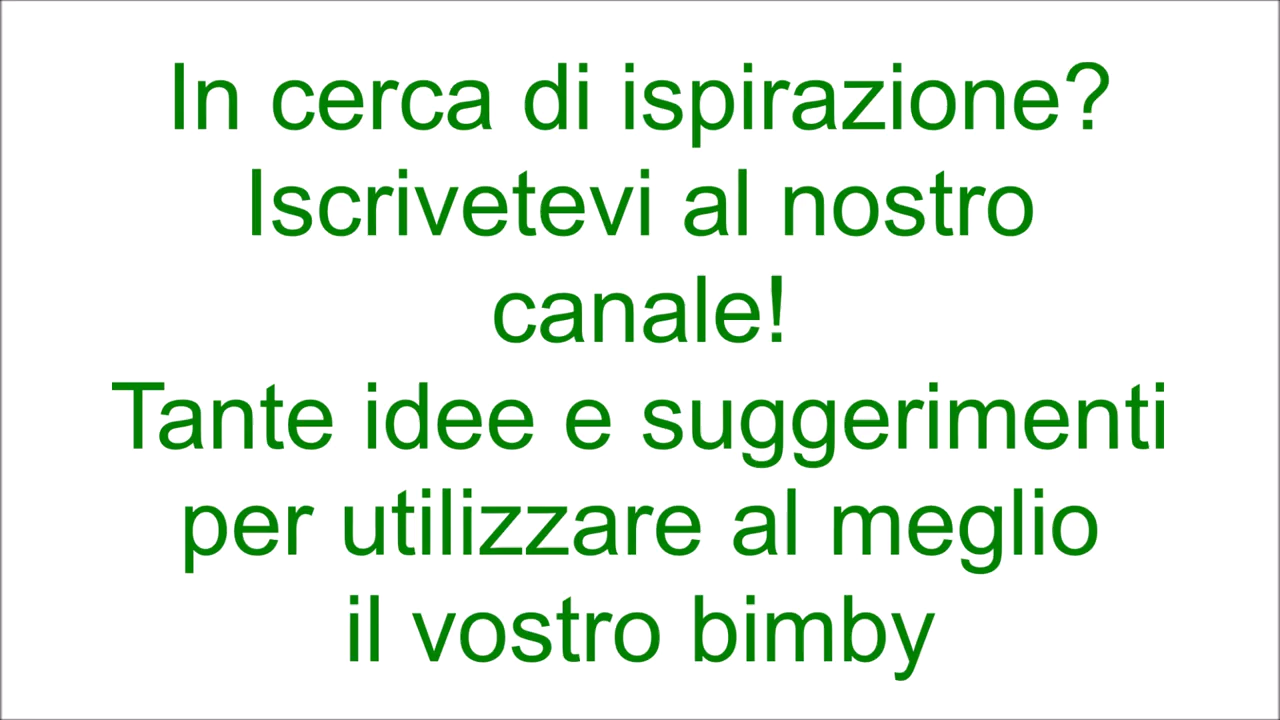 In cerca di ispirazione?
Iscrivetevi al nostro
canale!
Tante idee e suggerimenti
per utilizzare al meglio
il vostro bimby